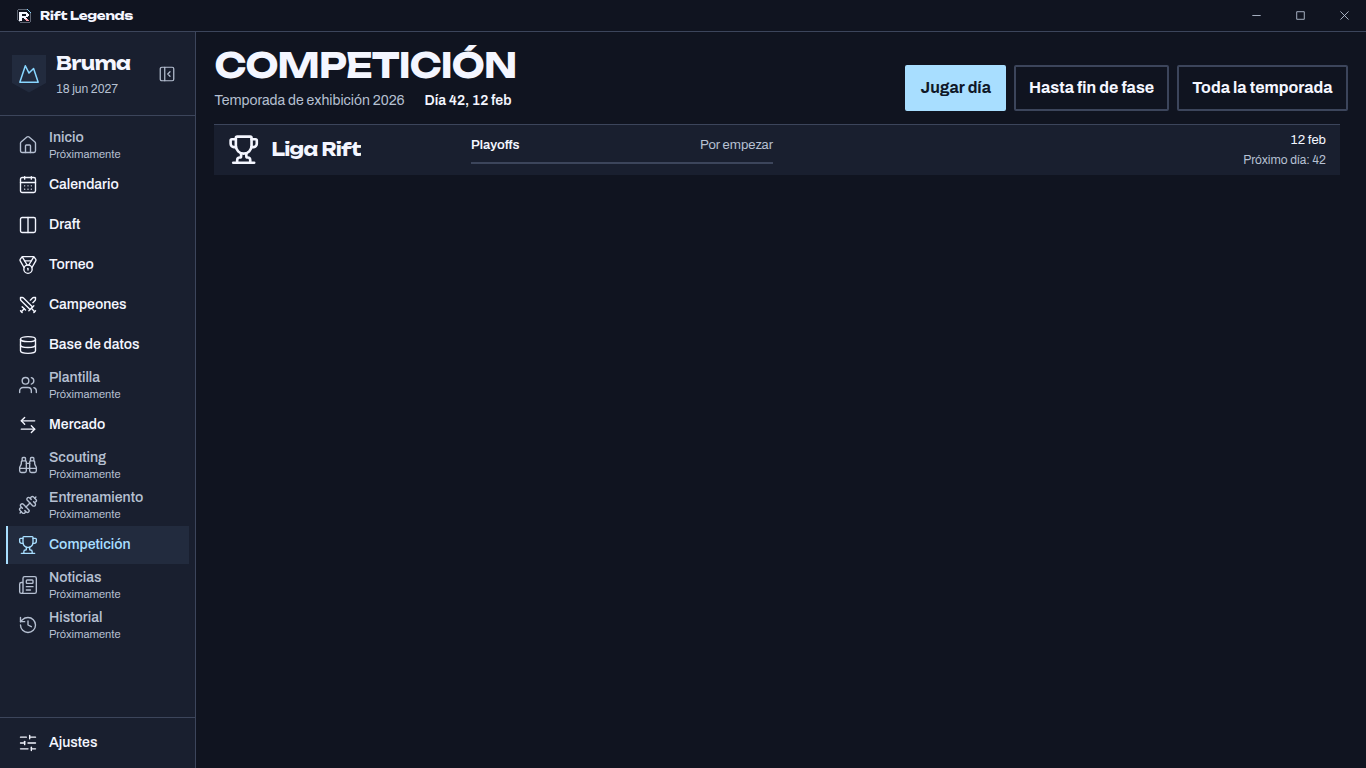 Rift Legends
Bruma
18 jun 2027
Inicio
Próximamente
Calendario
Draft
Torneo
Campeones
Base de datos
Plantilla
Próximamente
Mercado
Scouting
Próximamente
Entrenamiento
Próximamente
Competición
Noticias
Próximamente
Historial
Próximamente
Ajustes
COMPETICIÓN
Temporada de exhibición 2026 Día 42, 12 feb
Jugar día
Hasta fin de fase
Toda la temporada
Liga Rift
Playoffs
Por empezar
12 feb
Próximo día: 42